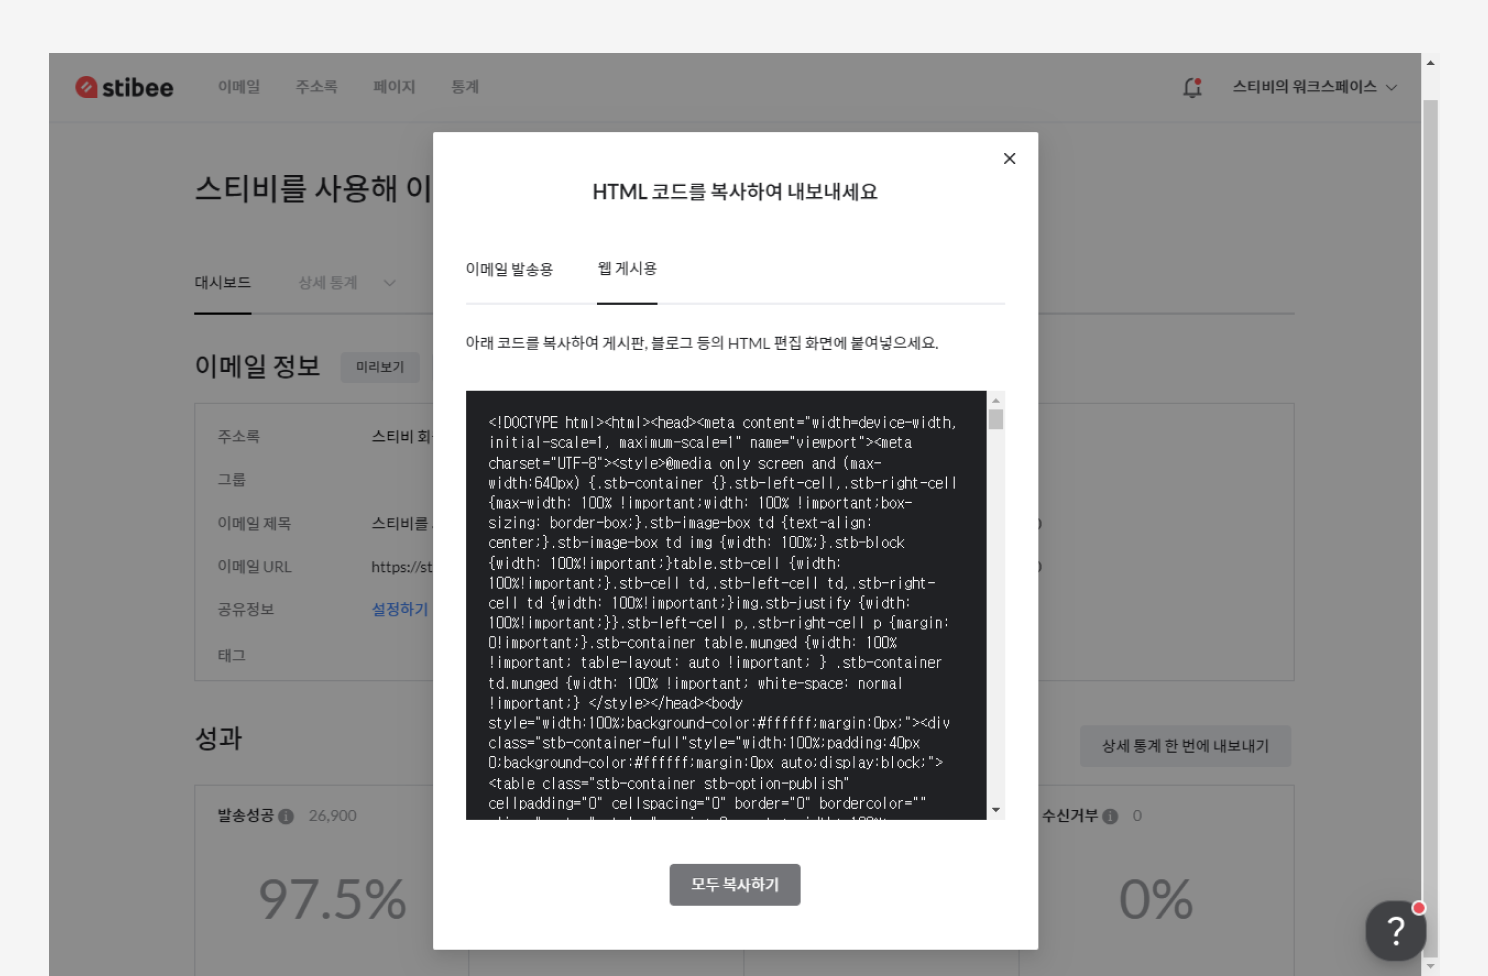 stibee
이메일 주소록 페이지 통계
스티비의 워크스페이스
스티비를 사용해 이
대시보드 상세 통계
이메일 정보 미리보기
주소록 스티비 회
그룹
이메일 제목 스티비를
이메일 URL https://st
공유정보 설정하기
태그
성과
상세 통계 한 번에 내보내기
발송성공 26,900
97.5%
수신거부 0
0%
HTML 코드를 복사하여 내보내세요
이메일 발송용 웹 게시용
아래 코드를 복사하여 게시판, 블로그 등의 HTML 편집 화면에 붙여넣으세요.
<!DOCTYPE html><html><head><meta content="width=device-width,
initial-scale=1, maximum-scale=1" name="viewport"><meta
charset="UTF-8"><style>@media only screen and (max-
width:640px) {.stb-container {}.stb-left-cell,.stb-right-cell
{max-width: 100% !important;width: 100% !important;box-
sizing: border-box;}.stb-image-box td {text-align:
center;}.stb-image-box td img {width: 100%;}.stb-block
{width: 100%!important;}table.stb-cell {width:
100%!important;}.stb-cell td,.stb-left-cell td,.stb-right-
cell td {width: 100%!important;}img.stb-justify {width:
100%!important;}}.stb-left-cell p,.stb-right-cell p {margin:
0!important;}.stb-container table.munged {width: 100%
!important; table-layout: auto !important; } .stb-container
td.munged {width: 100% !important; white-space: normal
!important;} </style></head><body
style="width:100%;background-color:#ffffff;margin:0px;"><div
class="stb-container-full"style="width:100%;padding:40px
0;background-color:#ffffff;margin:0px auto;display:block;">
<table class="stb-container stb-option-publish"
cellpadding="0" cellspacing="0" border="0" bordercolor=""
모두 복사하기
?